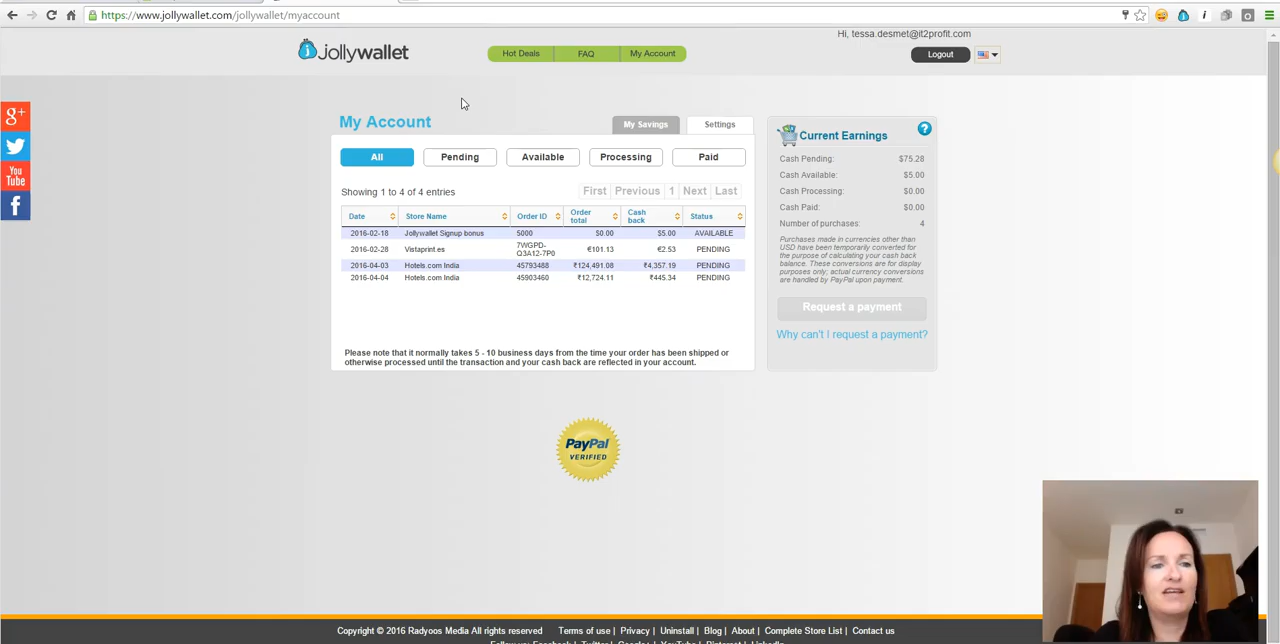 https://www.jollywallet.com/jollywallet/myaccount
Hi, tessa.desmet@it2profit.com
jollywallet
Hot Deals
FAQ
My Account
Logout
g+
You
Tube
My Account
My Savings
Settings
All
Pending
Available
Processing
Paid
Showing 1 to 4 of 4 entries
First Previous 1 Next Last
Date Store Name Order ID Order total Cash back Status
2016-02-18 Jollywallet Signup bonus 5000 $0.00 $5.00 AVAILABLE
2016-02-28 Vistaprint.es 7WGPD-Q3A12-7P0 €101.13 €2.53 PENDING
2016-04-03 Hotels.com India 45793488 ₹124,491.08 ₹4,357.19 PENDING
2016-04-04 Hotels.com India 45903460 ₹12,724.11 ₹445.34 PENDING
Please note that it normally takes 5 - 10 business days from the time your order has been shipped or
otherwise processed until the transaction and your cash back are reflected in your account.
Current Earnings
?
Cash Pending: $75.28
Cash Available: $5.00
Cash Processing: $0.00
Cash Paid: $0.00
Number of purchases: 4
Purchases made in currencies other than
USD have been temporarily converted for
the purpose of calculating your cash back
balance. These conversions are for display
purposes only; actual currency conversions
are handled by PayPal upon payment.
Request a payment
Why can't I request a payment?
PayPal
VERIFIED
Copyright © 2016 Radyoos Media All rights reserved
Terms of use | Privacy | Uninstall | Blog | About | Complete Store List | Contact us